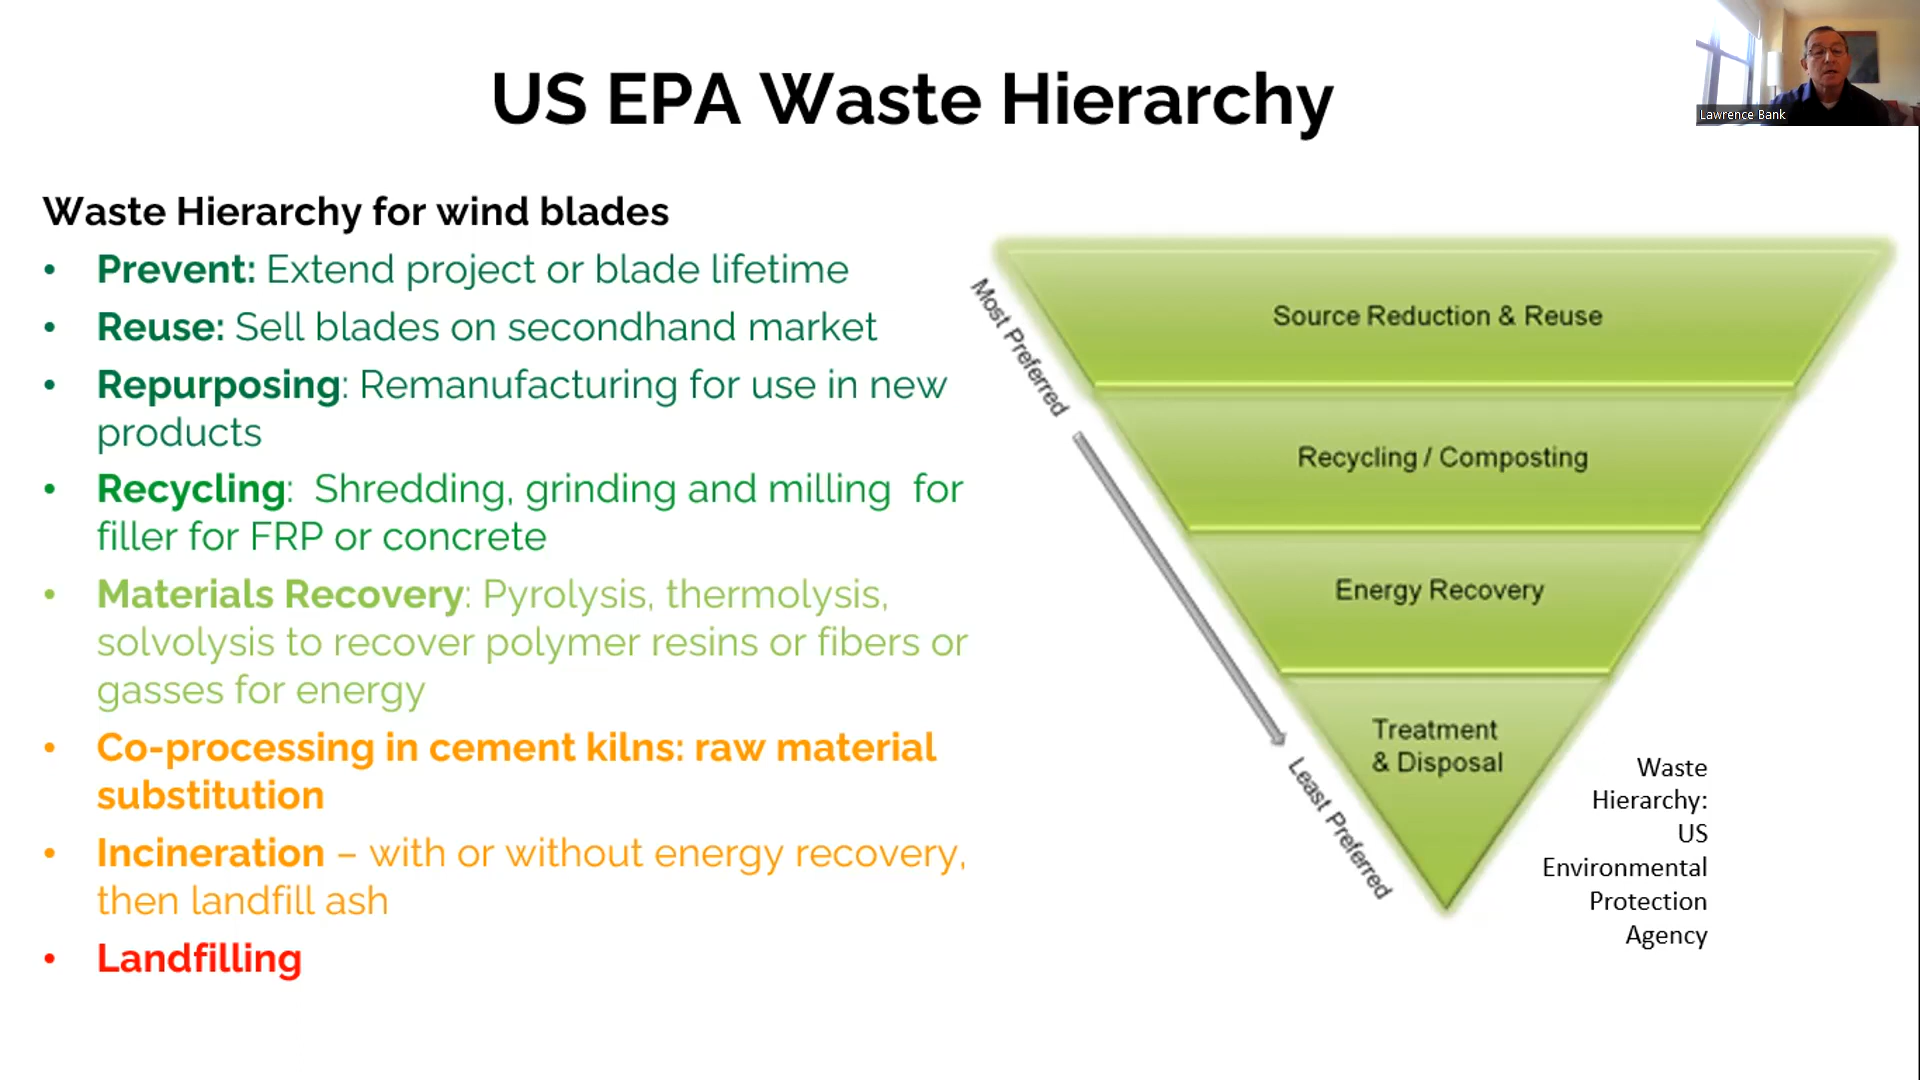 US EPA Waste Hierarchy
Lawrence Bank
Waste Hierarchy for wind blades
• Prevent: Extend project or blade lifetime
• Reuse: Sell blades on secondhand market
• Repurposing: Remanufacturing for use in new
products
• Recycling: Shredding, grinding and milling for
filler for FRP or concrete
• Materials Recovery: Pyrolysis, thermolysis,
solvolysis to recover polymer resins or fibers or
gasses for energy
• Co-processing in cement kilns: raw material
substitution
• Incineration – with or without energy recovery,
then landfill ash
• Landfilling
Most Preferred
Least Preferred
Source Reduction & Reuse
Recycling / Composting
Energy Recovery
Treatment
& Disposal
Waste
Hierarchy:
US
Environmental
Protection
Agency